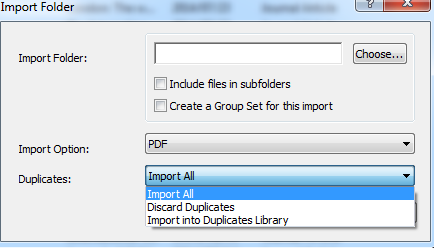 Import Folder
?
Import Folder:
Choose...
Include files in subfolders
Create a Group Set for this import
Import Option:
PDF
Duplicates:
Import All
Import All
Discard Duplicates
Import into Duplicates Library